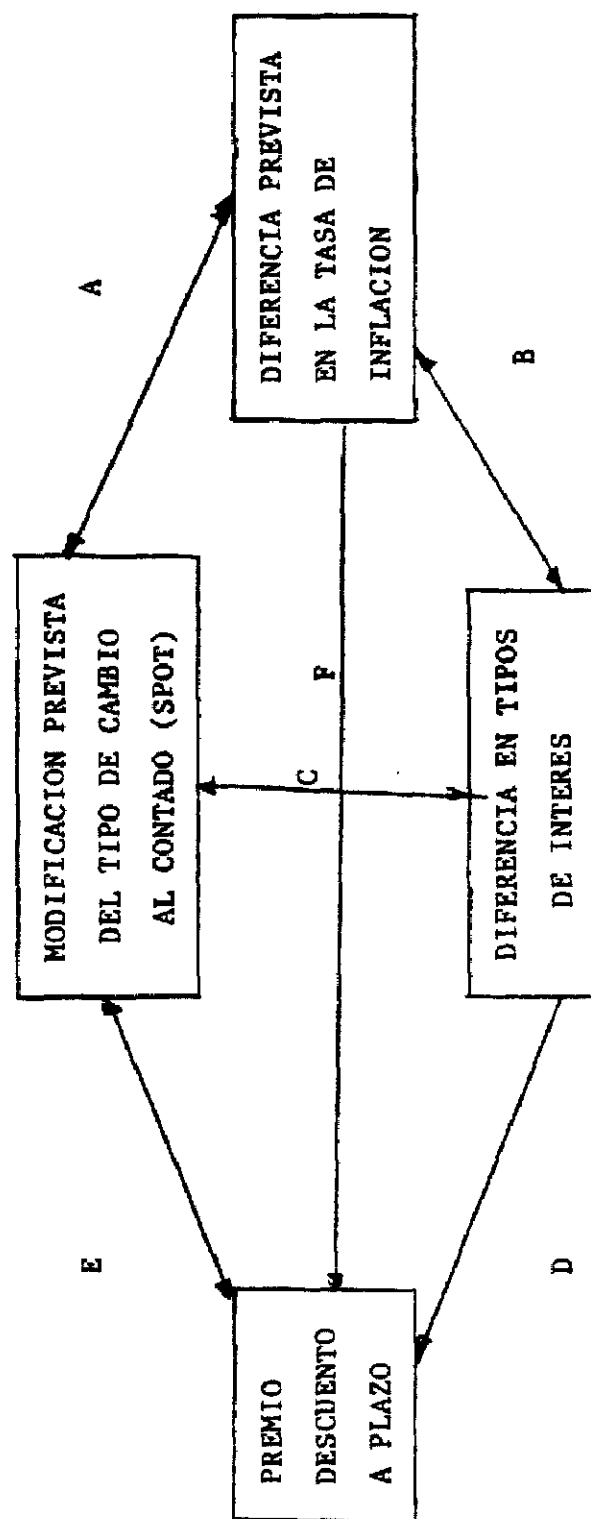 E
A
MODIFICACION PREVISTA
DEL TIPO DE CAMBIO
AL CONTADO (SPOT)
PREMIO
DESCUENTO
A PLAZO
C
F
DIFERENCIA PREVISTA
EN LA TASA DE
INFLACION
DIFERENCIA EN TIPOS
DE INTERES
D
B